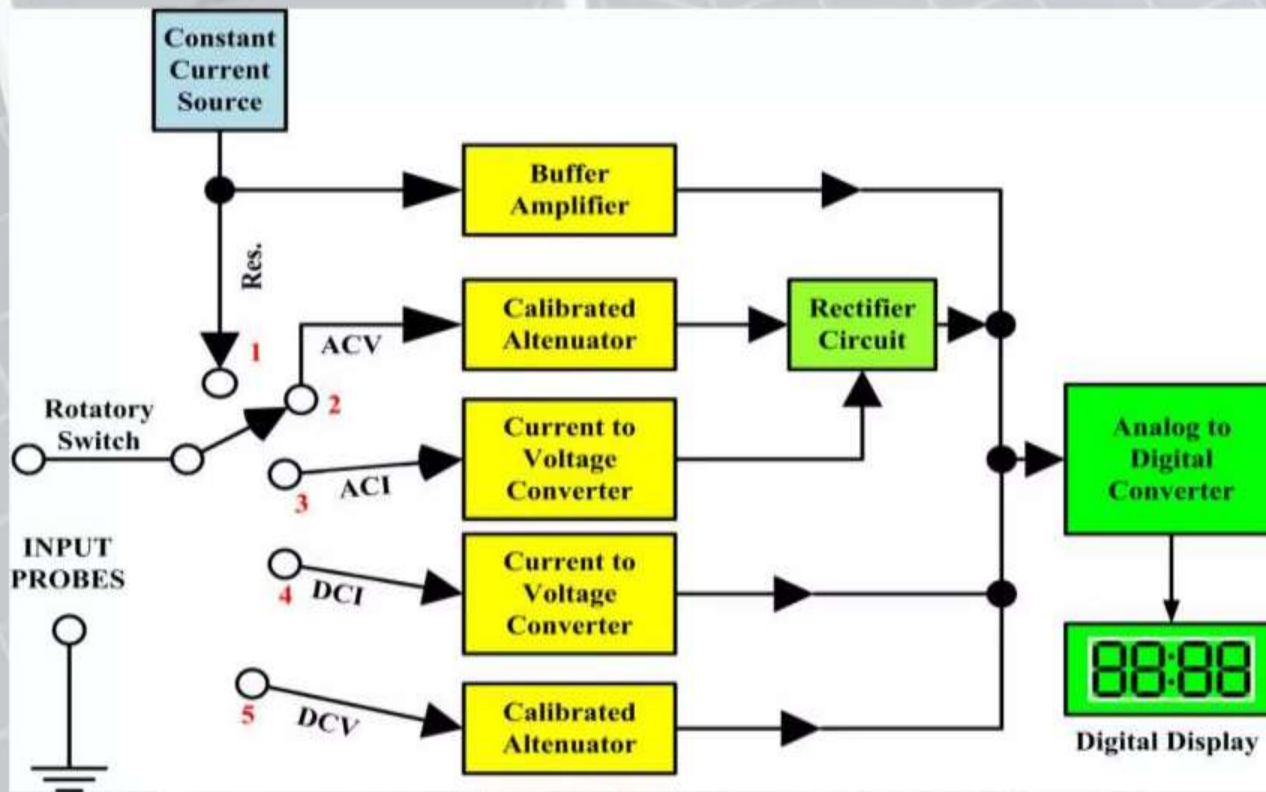 Constant
Current
Source
Buffer
Amplifier
Res.
Calibrated
Altenuator
Rectifier
Circuit
ACV
1
2
Rotatory
Switch
Current to
Voltage
Converter
ACI
3
Analog to
Digital
Converter
INPUT
PROBES
4
DCI
Current to
Voltage
Converter
88:88
5
DCV
Calibrated
Altenuator
Digital Display